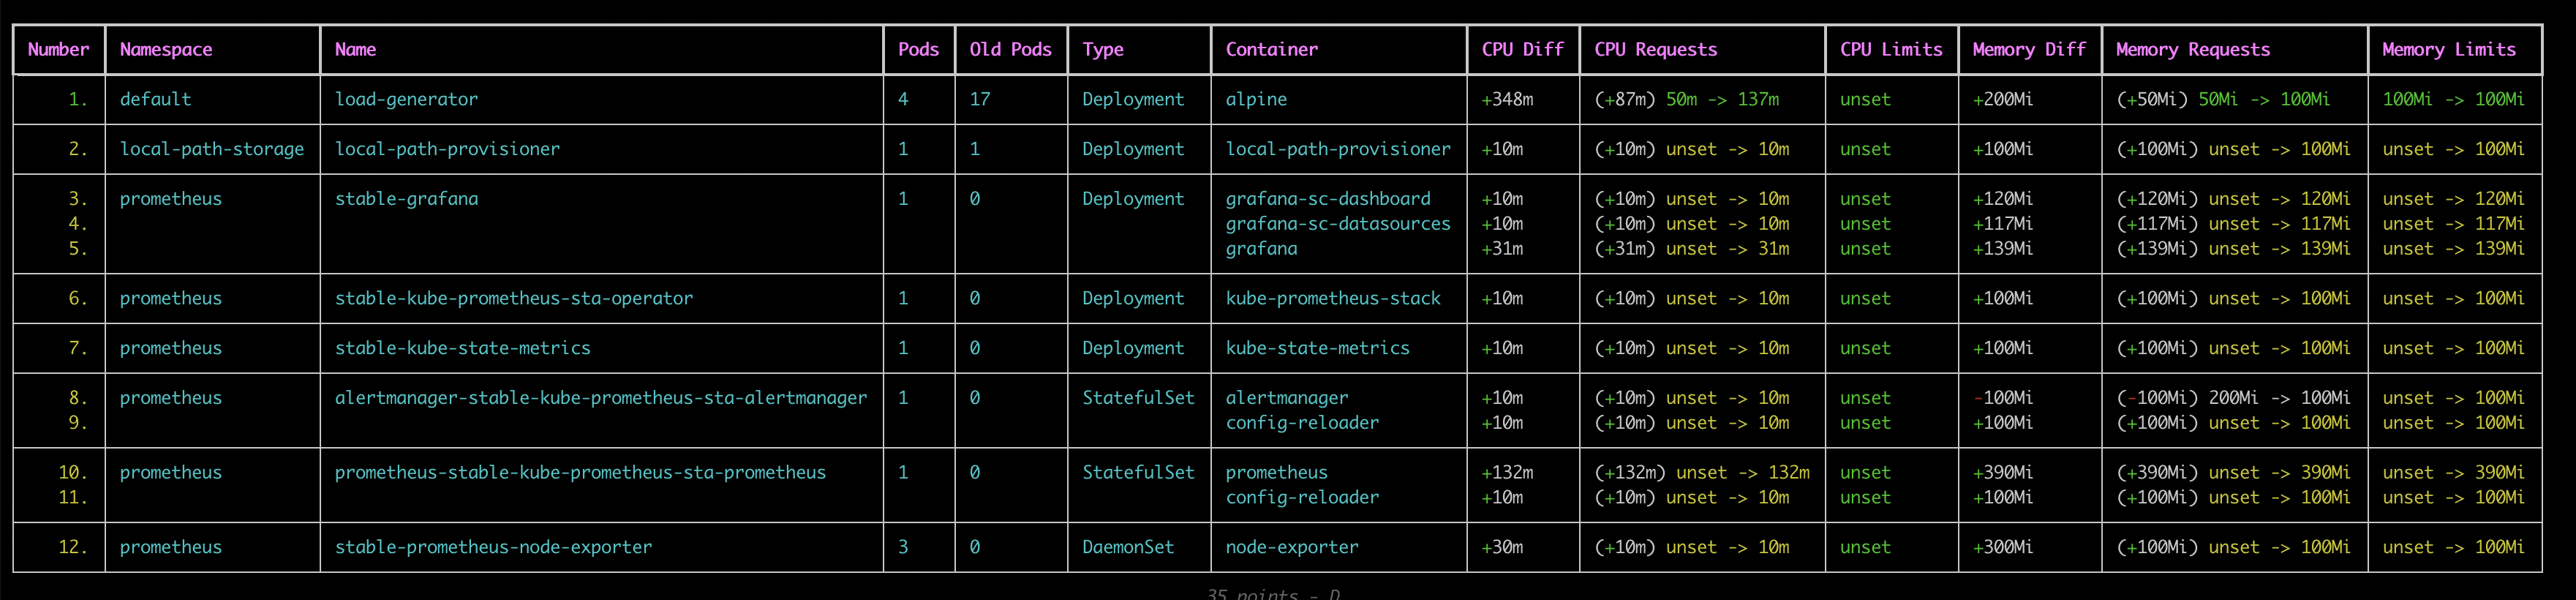 Number Namespace Name Pods Old Pods Type Container CPU Diff CPU Requests CPU Limits Memory Diff Memory Requests Memory Limits
1. default load-generator 4 17 Deployment alpine +348m (+87m) 50m -> 137m unset +200Mi (+50Mi) 50Mi -> 100Mi 100Mi -> 100Mi
2. local-path-storage local-path-provisioner 1 1 Deployment local-path-provisioner +10m (+10m) unset -> 10m unset +100Mi (+100Mi) unset -> 100Mi unset -> 100Mi
3. prometheus stable-grafana 1 0 Deployment grafana-sc-dashboard +10m (+10m) unset -> 10m unset +120Mi (+120Mi) unset -> 120Mi unset -> 120Mi
4. grafana-sc-datasources +10m (+10m) unset -> 10m unset +117Mi (+117Mi) unset -> 117Mi unset -> 117Mi
5. grafana +31m (+31m) unset -> 31m unset +139Mi (+139Mi) unset -> 139Mi unset -> 139Mi
6. prometheus stable-kube-prometheus-sta-operator 1 0 Deployment kube-prometheus-stack +10m (+10m) unset -> 10m unset +100Mi (+100Mi) unset -> 100Mi unset -> 100Mi
7. prometheus stable-kube-state-metrics 1 0 Deployment kube-state-metrics +10m (+10m) unset -> 10m unset +100Mi (+100Mi) unset -> 100Mi unset -> 100Mi
8. prometheus alertmanager-stable-kube-prometheus-sta-alertmanager 1 0 StatefulSet alertmanager +10m (+10m) unset -> 10m unset -100Mi (-100Mi) 200Mi -> 100Mi unset -> 100Mi
9. config-reloader +10m (+10m) unset -> 10m unset +100Mi (+100Mi) unset -> 100Mi unset -> 100Mi
10. prometheus prometheus-stable-kube-prometheus-sta-prometheus 1 0 StatefulSet prometheus +132m (+132m) unset -> 132m unset +390Mi (+390Mi) unset -> 390Mi unset -> 390Mi
11. config-reloader +10m (+10m) unset -> 10m unset +100Mi (+100Mi) unset -> 100Mi unset -> 100Mi
12. prometheus stable-prometheus-node-exporter 3 0 DaemonSet node-exporter +30m (+10m) unset -> 10m unset +300Mi (+100Mi) unset -> 100Mi unset -> 100Mi
35 points - D